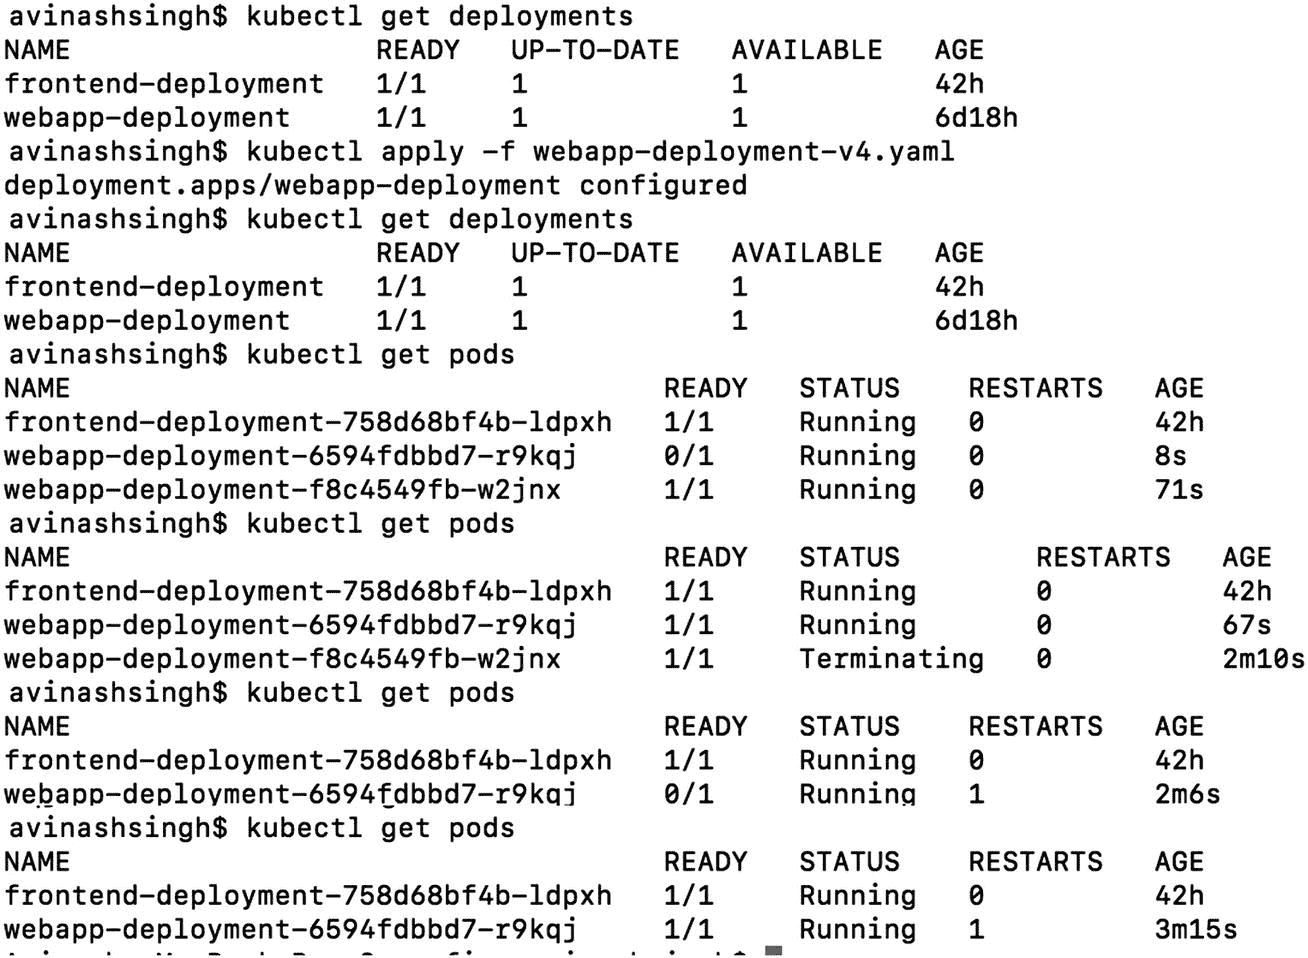 avinashsingh$ kubectl get deployments
NAME READY UP-TO-DATE AVAILABLE AGE
frontend-deployment 1/1 1 1 42h
webapp-deployment 1/1 1 1 6d18h
avinashsingh$ kubectl apply -f webapp-deployment-v4.yaml
deployment.apps/webapp-deployment configured
avinashsingh$ kubectl get deployments
NAME READY UP-TO-DATE AVAILABLE AGE
frontend-deployment 1/1 1 1 42h
webapp-deployment 1/1 1 1 6d18h
avinashsingh$ kubectl get pods
NAME READY STATUS RESTARTS AGE
frontend-deployment-758d68bf4b-ldpxh 1/1 Running 0 42h
webapp-deployment-6594fdbbd7-r9kqj 0/1 Running 0 8s
webapp-deployment-f8c4549fb-w2jnx 1/1 Running 0 71s
avinashsingh$ kubectl get pods
NAME READY STATUS RESTARTS AGE
frontend-deployment-758d68bf4b-ldpxh 1/1 Running 0 42h
webapp-deployment-6594fdbbd7-r9kqj 1/1 Running 0 67s
webapp-deployment-f8c4549fb-w2jnx 1/1 Terminating 0 2m10s
avinashsingh$ kubectl get pods
NAME READY STATUS RESTARTS AGE
frontend-deployment-758d68bf4b-ldpxh 1/1 Running 0 42h
webapp-deployment-6594fdbbd7-r9kqj 0/1 Running 1 2m6s
avinashsingh$ kubectl get pods
NAME READY STATUS RESTARTS AGE
frontend-deployment-758d68bf4b-ldpxh 1/1 Running 0 42h
webapp-deployment-6594fdbbd7-r9kqj 1/1 Running 1 3m15s